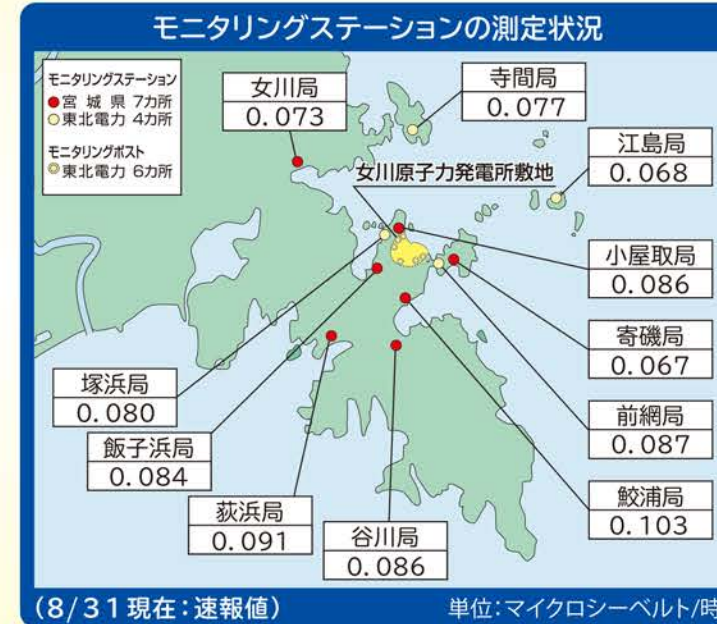 モニタリングステーションの測定状況
モニタリングステーション
宮城県 7カ所
東北電力 4カ所
モニタリングポスト
東北電力 6カ所
女川局
0.073
寺間局
0.077
江島局
0.068
女川原子力発電所敷地
小屋取局
0.086
寄磯局
0.067
前網局
0.087
鮫浦局
0.103
塚浜局
0.080
飯子浜局
0.084
荻浜局
0.091
谷川局
0.086
(8/31現在:速報値)
単位:マイクロシーベルト/時